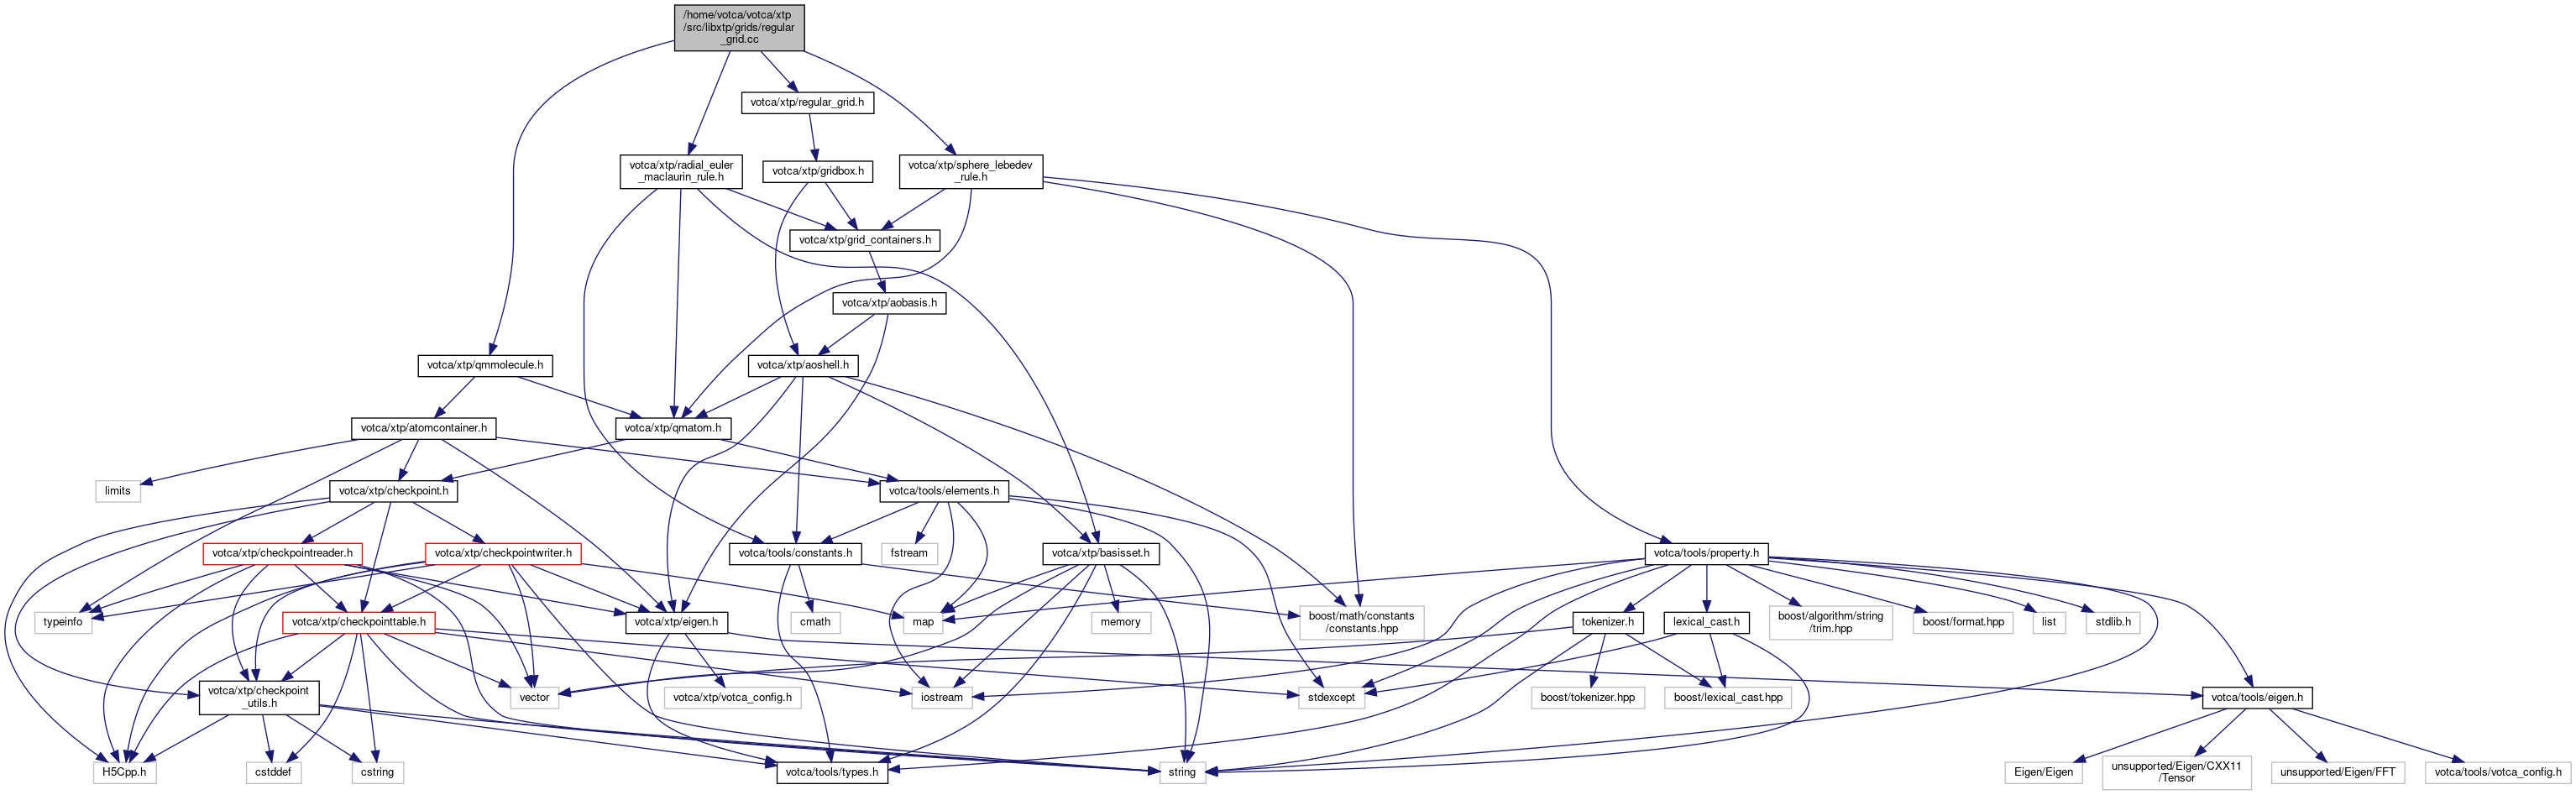 /home/votca/votca/xtp
/src/libxtp/grids/regular
_grid.cc
votca/xtp/regular_grid.h
votca/xtp/radial_euler
_maclaurin_rule.h
votca/xtp/gridbox.h
votca/xtp/sphere_lebedev
_rule.h
votca/xtp/grid_containers.h
votca/xtp/aobasis.h
votca/xtp/qmmolecule.h
votca/xtp/aoshell.h
votca/xtp/atomcontainer.h
votca/xtp/qmatom.h
limits
votca/xtp/checkpoint.h
votca/tools/elements.h
votca/xtp/checkpointreader.h
votca/xtp/checkpointwriter.h
votca/tools/constants.h
fstream
votca/xtp/basisset.h
votca/tools/property.h
typeinfo
votca/xtp/checkpointtable.h
votca/xtp/eigen.h
cmath
map
memory
boost/math/constants
/constants.hpp
tokenizer.h
lexical_cast.h
boost/algorithm/string
/trim.hpp
boost/format.hpp
list
stdlib.h
votca/xtp/checkpoint
_utils.h
vector
votca/xtp/votca_config.h
iostream
stdexcept
boost/tokenizer.hpp
boost/lexical_cast.hpp
votca/tools/eigen.h
H5Cpp.h
cstddef
cstring
votca/tools/types.h
string
Eigen/Eigen
unsupported/Eigen/CXX11
/Tensor
unsupported/Eigen/FFT
votca/tools/votca_config.h